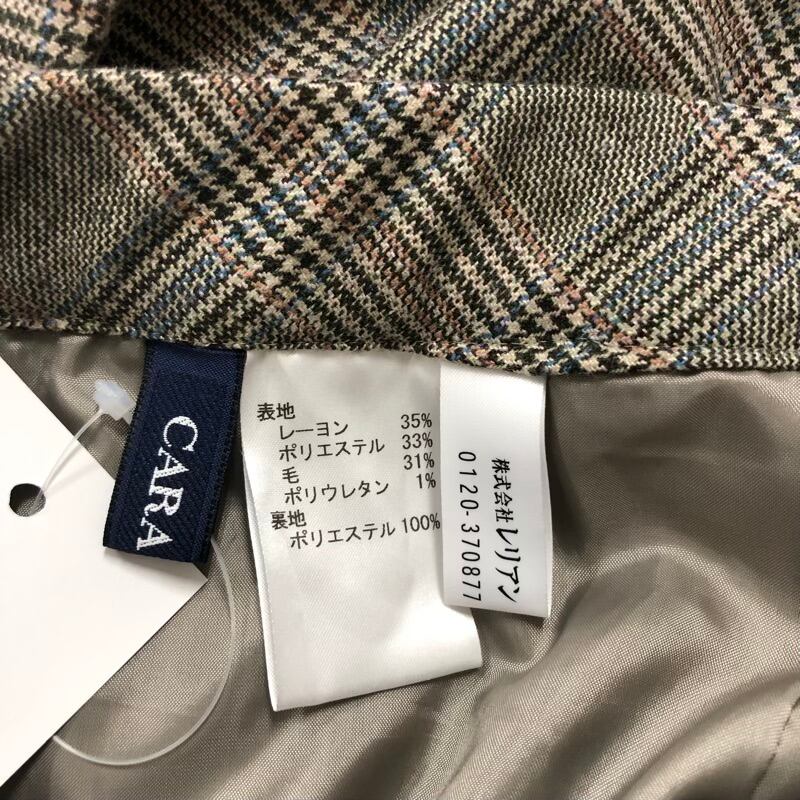 CARA
表地
レーヨン 35%
ポリエステル 33%
毛 31%
ポリウレタン 1%
裏地
ポリエステル 100%
株式会社 レリアン
0120-370877